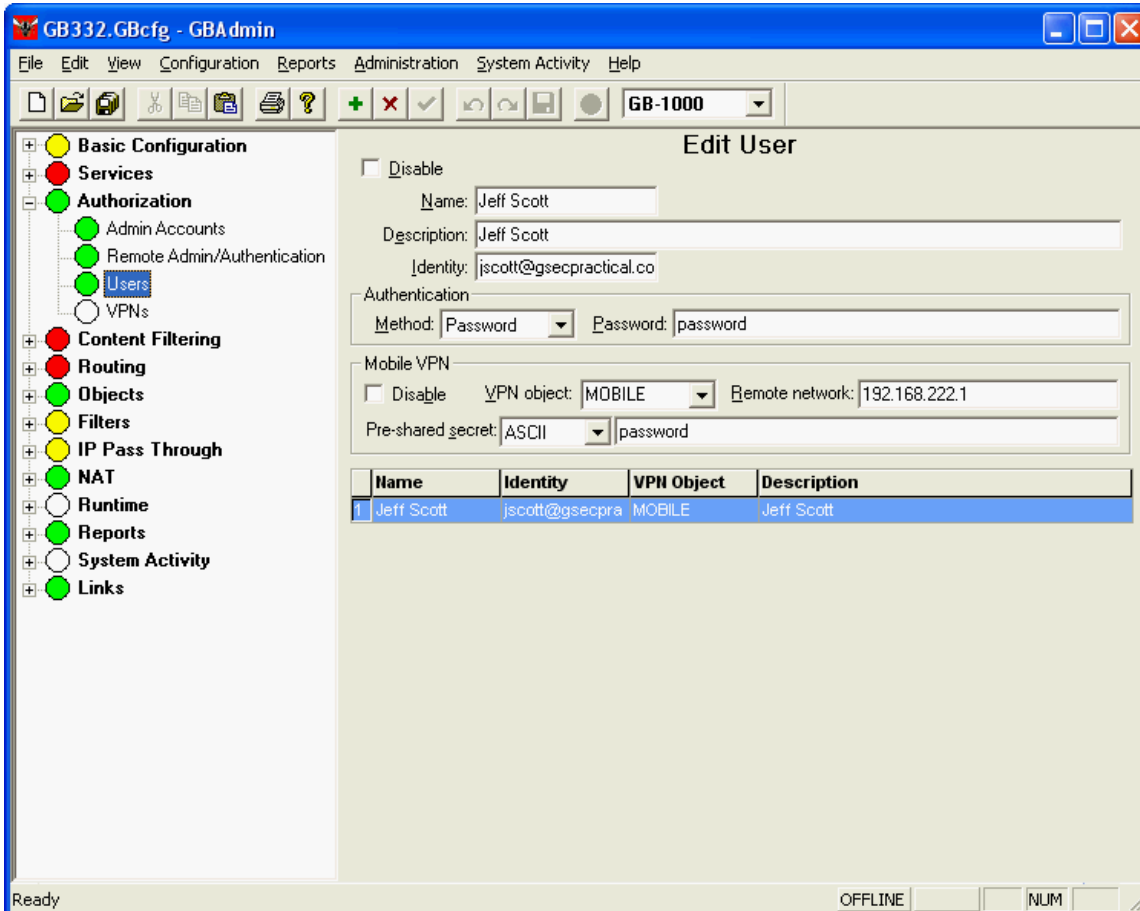 GB332.GBcfg - GBAdmin
File Edit View Configuration Reports Administration System Activity Help
GB-1000
Basic Configuration
Services
Authorization
Admin Accounts
Remote Admin/Authentication
Users
VPNs
Content Filtering
Routing
Objects
Filters
IP Pass Through
NAT
Runtime
Reports
System Activity
Links
Edit User
Disable
Name: Jeff Scott
Description: Jeff Scott
Identity: jscott@gsecpractical.co
Authentication
Method: Password Password: password
Mobile VPN
Disable VPN object: MOBILE Remote network: 192.168.222.1
Pre-shared secret: ASCII password
Name Identity VPN Object Description
1 Jeff Scott jscott@gsecpra MOBILE Jeff Scott
Ready OFFLINE NUM